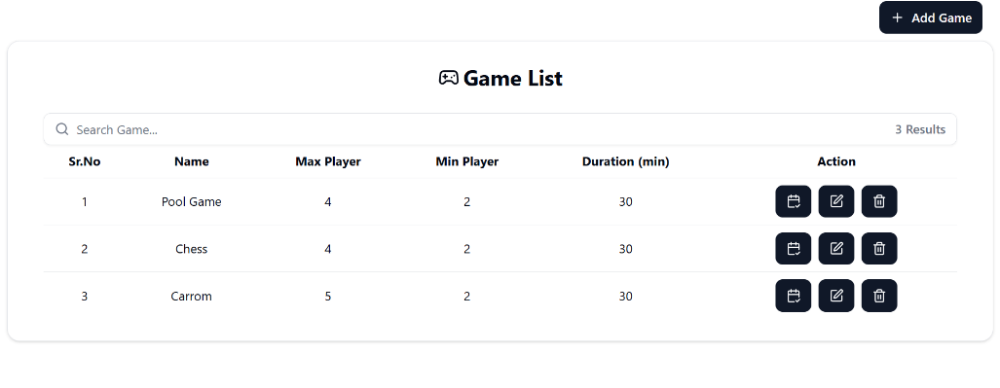 Add Game
Game List
Search Game...
3 Results
Sr.No Name Max Player Min Player Duration (min) Action
1 Pool Game 4 2 30
2 Chess 4 2 30
3 Carrom 5 2 30